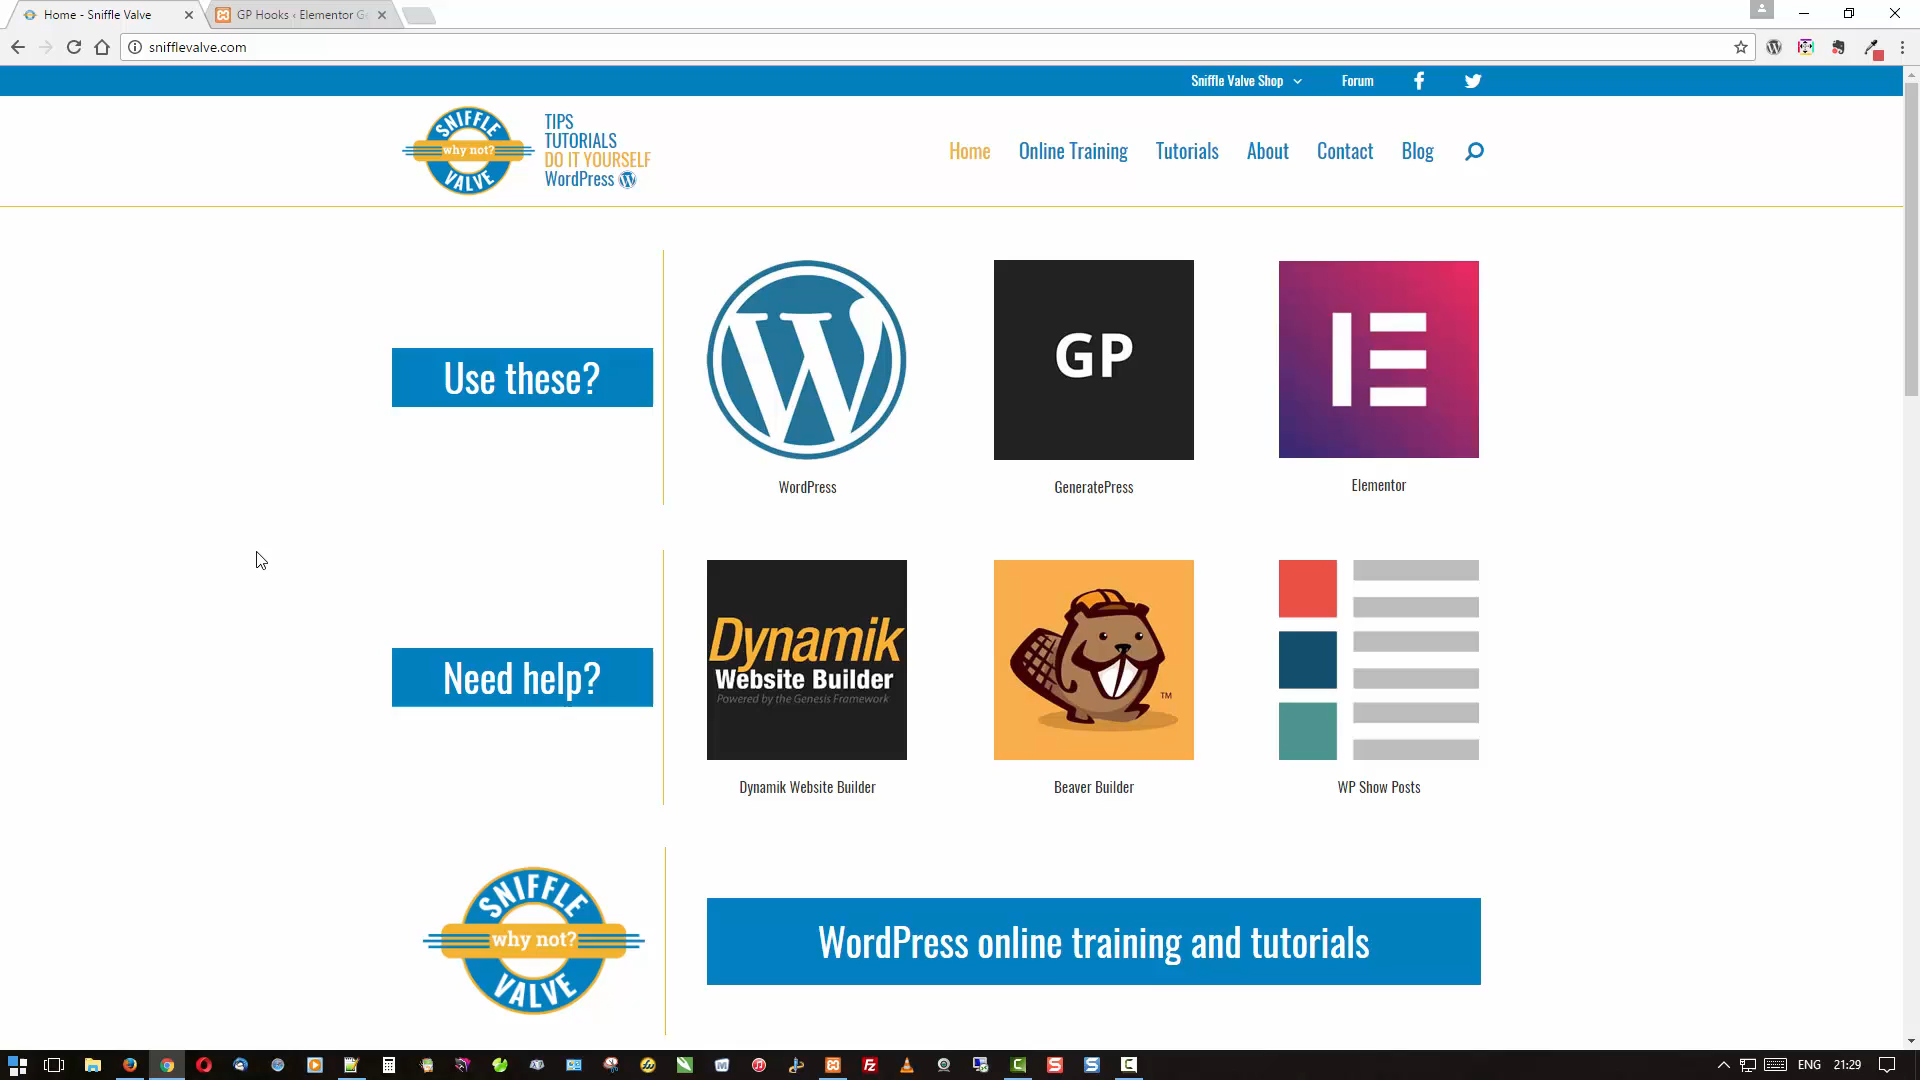 Home - Sniffle Valve
GP Hooks ‹ Elementor Ge
snifflevalve.com
Sniffle Valve Shop
Forum
SNIFFLE
why not?
VALVE
TIPS
TUTORIALS
DO IT YOURSELF
WordPress
Home
Online Training
Tutorials
About
Contact
Blog
Use these?
GP
WordPress
GeneratePress
Elementor
Need help?
Dynamik
Website Builder
Powered by the Genesis Framework
TM
Dynamik Website Builder
Beaver Builder
WP Show Posts
SNIFFLE
why not?
VALVE
WordPress online training and tutorials
ENG
21:29